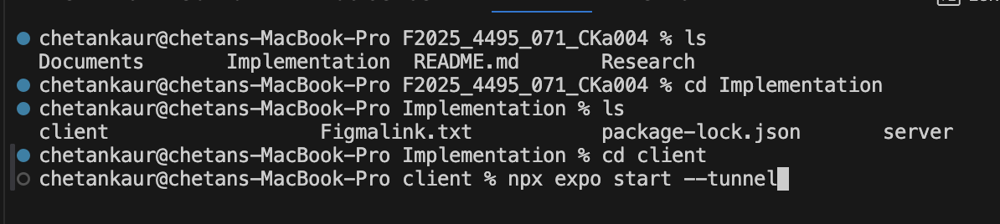 chetankaur@chetans-MacBook-Pro F2025_4495_071_CKa004 % ls
Documents Implementation README.md Research
chetankaur@chetans-MacBook-Pro F2025_4495_071_CKa004 % cd Implementation
chetankaur@chetans-MacBook-Pro Implementation % ls
client Figmalink.txt package-lock.json server
chetankaur@chetans-MacBook-Pro Implementation % cd client
chetankaur@chetans-MacBook-Pro client % npx expo start --tunnel